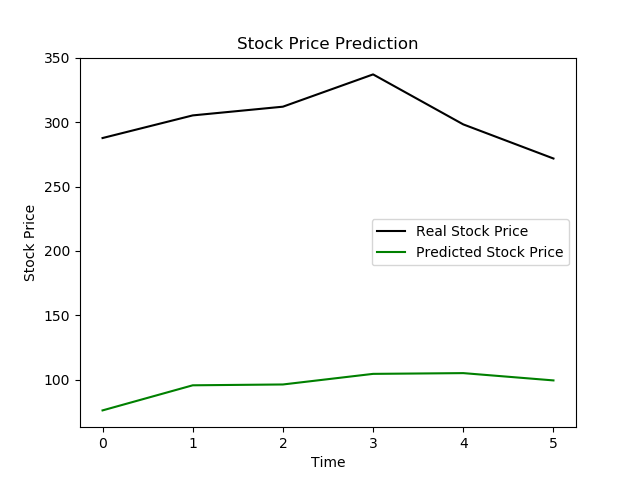 Stock Price Prediction
350
300
250
200
150
100
Stock Price
Real Stock Price
Predicted Stock Price
0 1 2 3 4 5
Time